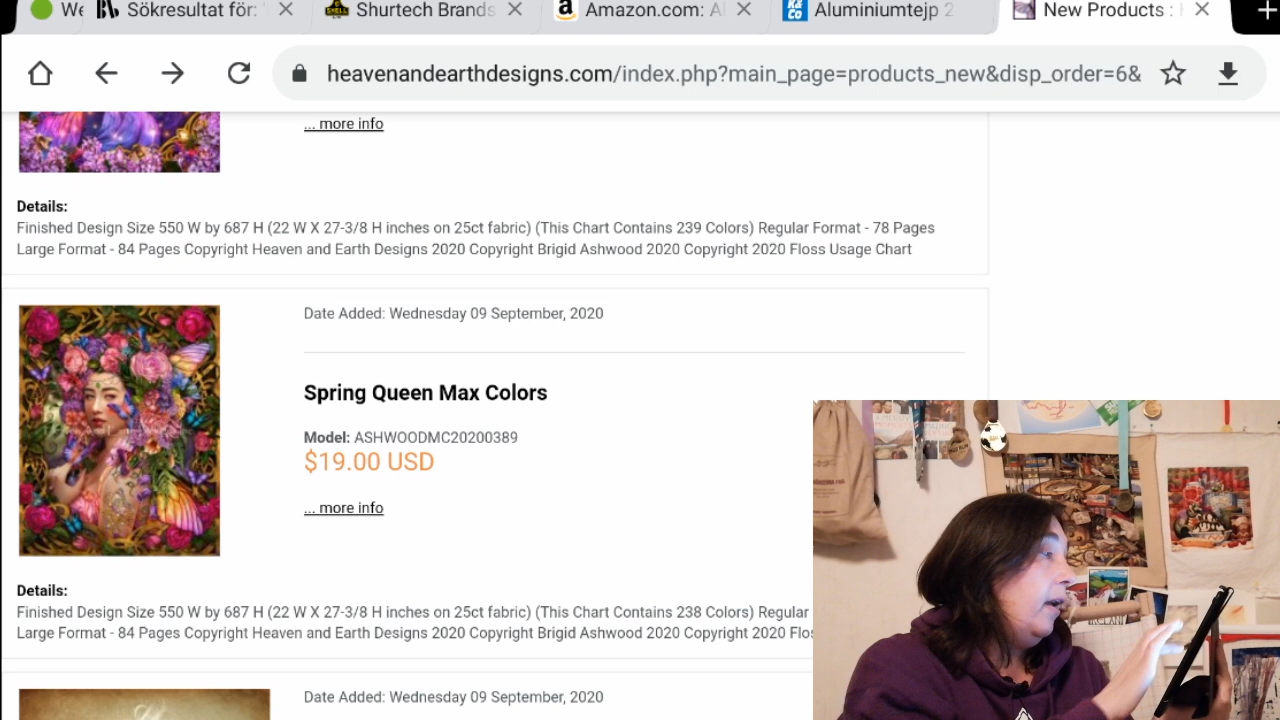 We
Sökresultat för: '
Shurtech Brands
Amazon.com: Al
Aluminiumtejp 2
New Products :
heavenandearthdesigns.com/index.php?main_page=products_new&disp_order=6&
... more info
Details:
Finished Design Size 550 W by 687 H (22 W X 27-3/8 H inches on 25ct fabric) (This Chart Contains 239 Colors) Regular Format - 78 Pages
Large Format - 84 Pages Copyright Heaven and Earth Designs 2020 Copyright Brigid Ashwood 2020 Copyright 2020 Floss Usage Chart
Date Added: Wednesday 09 September, 2020
Spring Queen Max Colors
Model: ASHWOODMC20200389
$19.00 USD
... more info
Details:
Finished Design Size 550 W by 687 H (22 W X 27-3/8 H inches on 25ct fabric) (This Chart Contains 238 Colors) Regular
Large Format - 84 Pages Copyright Heaven and Earth Designs 2020 Copyright Brigid Ashwood 2020 Copyright 2020 Flos
Date Added: Wednesday 09 September, 2020